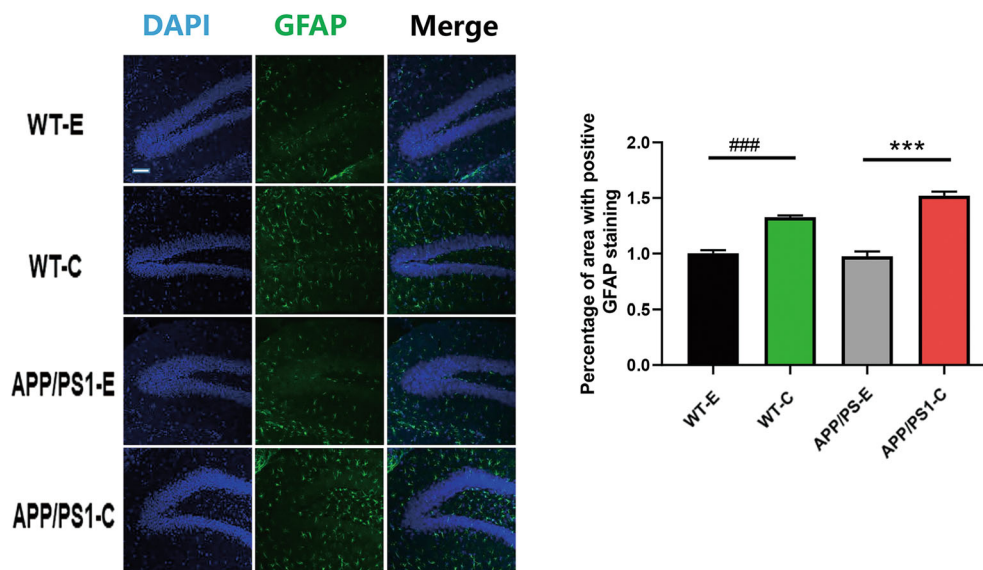 DAPI GFAP Merge
WT-E
WT-C
APP/PS1-E
APP/PS1-C
Percentage of area with positive
GFAP staining
2.0
1.5
1.0
0.5
0.0
###
***
WT-E
WT-C
APP/PS-E
APP/PS1-C